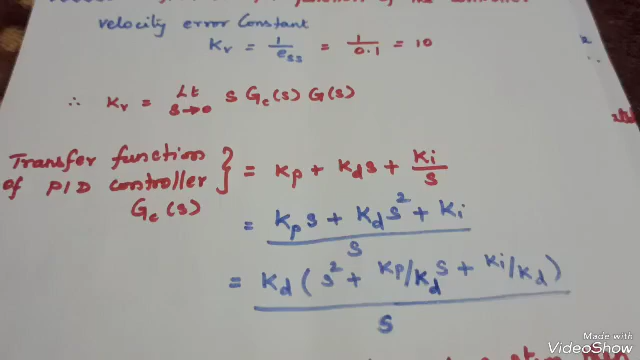 velocity error Constant
Kv = 1/ess = 1/0.1 = 10
∴ Kv = Lt s→0 s Gc(s) G(s)
Transfer function of PID controller Gc(s) } = Kp + Kd s + Ki/s
= Kp s + Kd s² + Ki / s
= Kd ( s² + Kp/Kd s + Ki/Kd ) / s
Made with
VideoShow